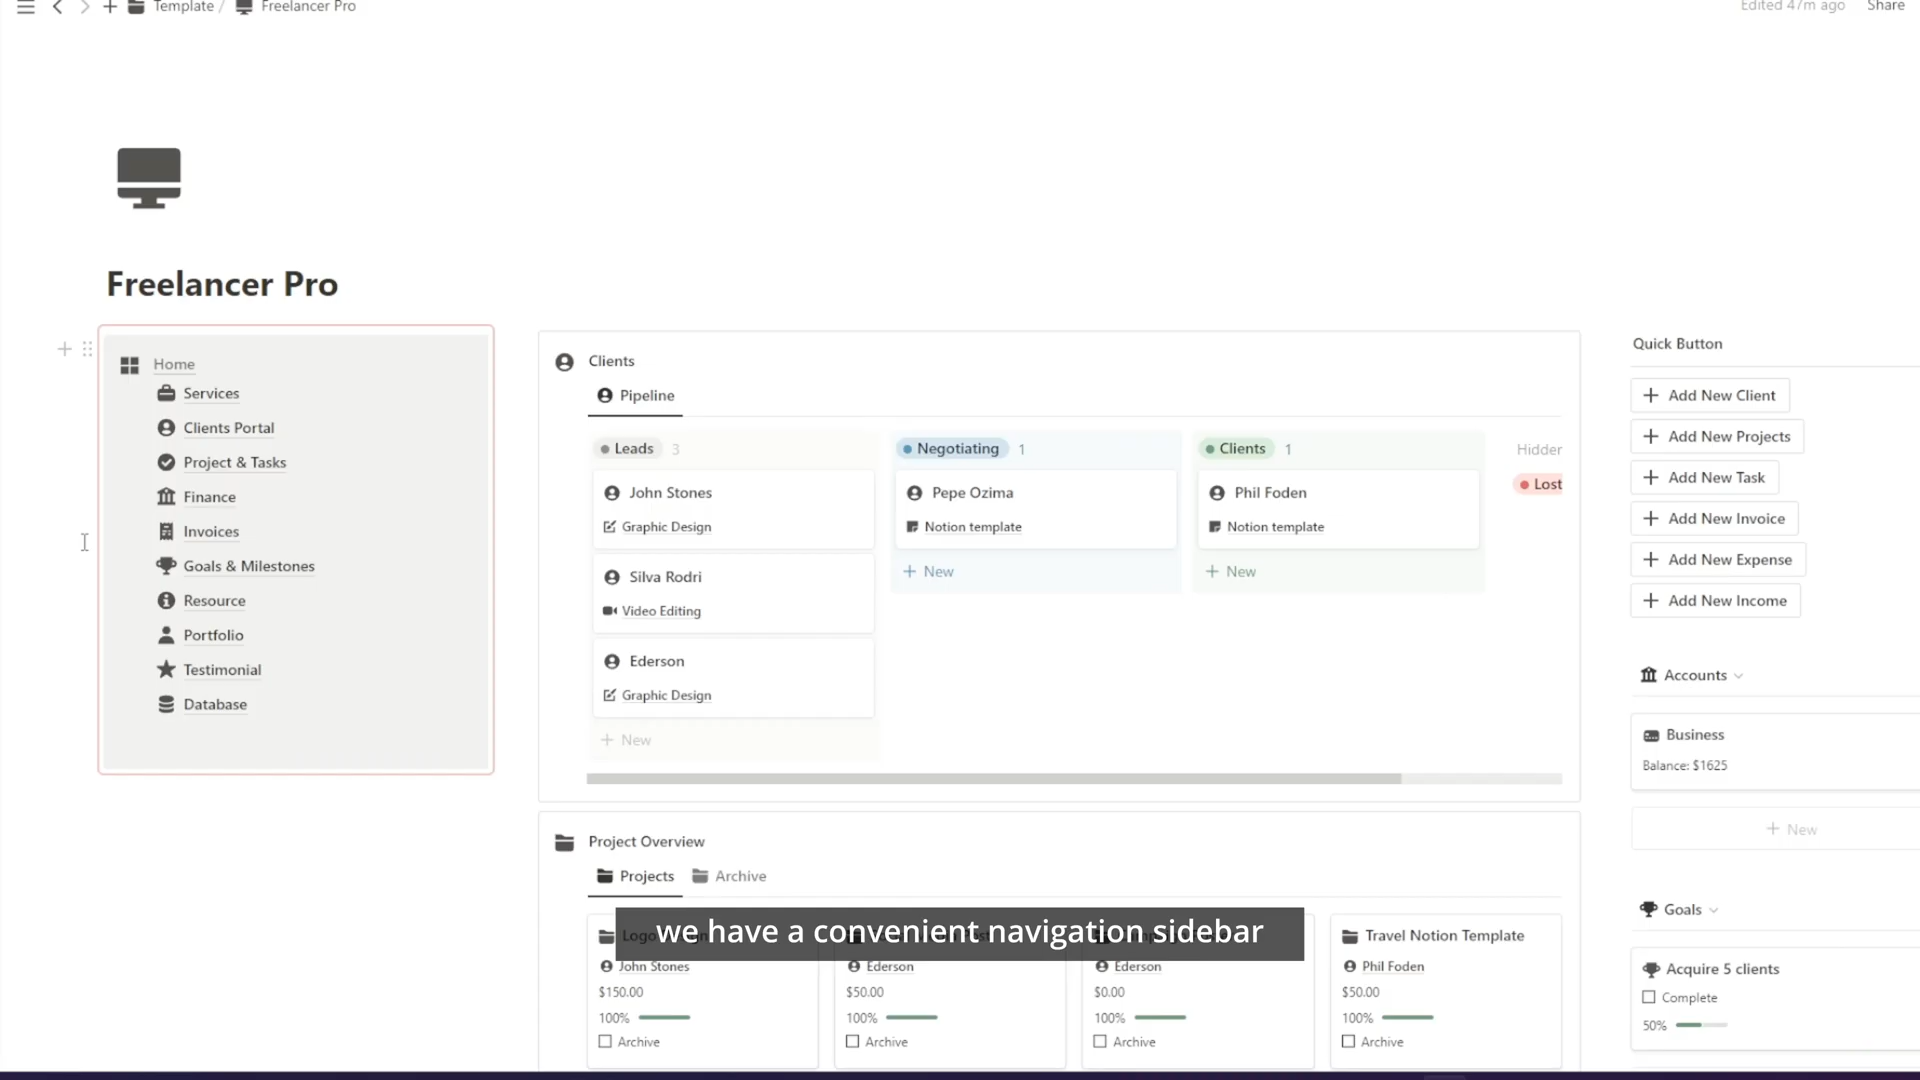 Template / Freelancer Pro
Edited 47m ago Share
Freelancer Pro
Home
Services
Clients Portal
Project & Tasks
Finance
Invoices
Goals & Milestones
Resource
Portfolio
Testimonial
Database
Clients
Pipeline
Leads 3
John Stones
Graphic Design
Silva Rodri
Video Editing
Ederson
Graphic Design
+ New
Negotiating 1
Pepe Ozima
Notion template
+ New
Clients 1
Phil Foden
Notion template
+ New
Lost
Project Overview
Projects Archive
John Stones
$150.00
100%
Archive
Ederson
$50.00
100%
Archive
Ederson
$0.00
100%
Archive
Travel Notion Template
Phil Foden
$50.00
100%
Archive
we have a convenient navigation sidebar
Quick Button
+ Add New Client
+ Add New Projects
+ Add New Task
+ Add New Invoice
+ Add New Expense
+ Add New Income
Accounts
Business
Balance: $1625
+ New
Goals
Acquire 5 clients
Complete
50%